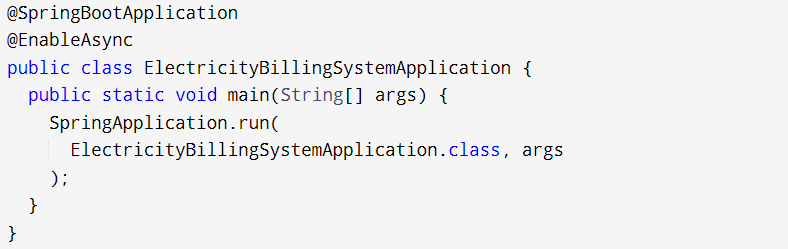 @SpringBootApplication
@EnableAsync
public class ElectricityBillingSystemApplication {
  public static void main(String[] args) {
    SpringApplication.run(
      ElectricityBillingSystemApplication.class, args
    );
  }
}